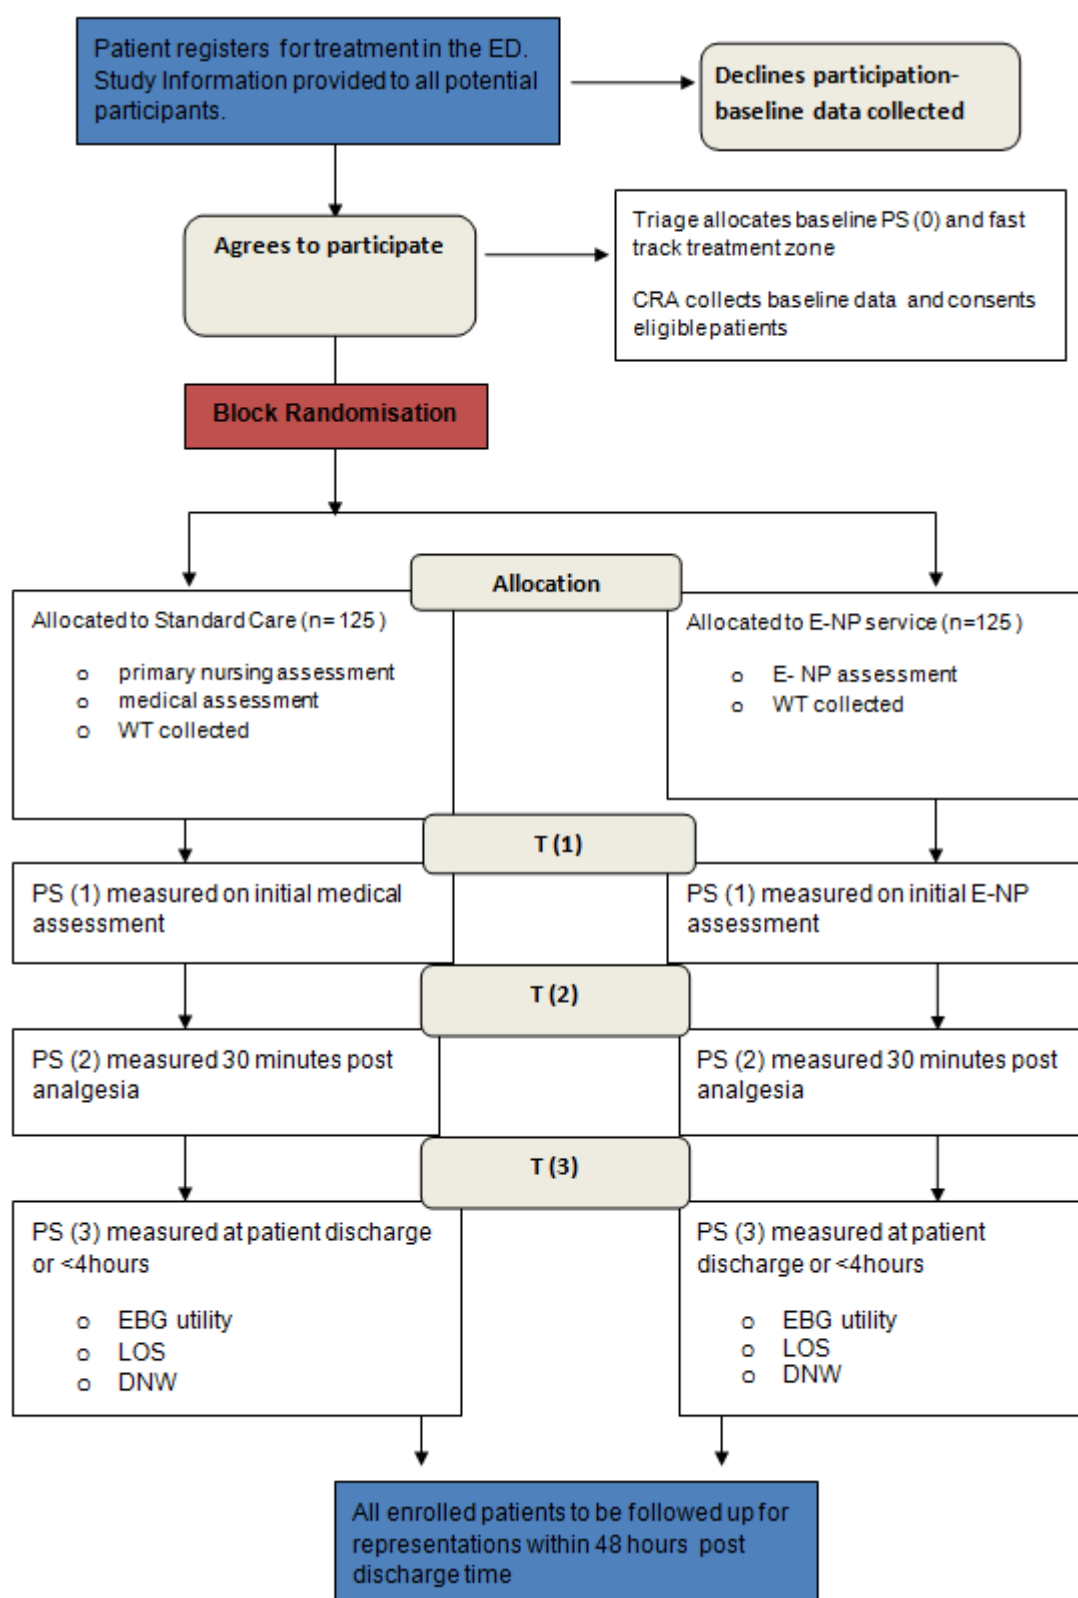 Patient registers for treatment in the ED.
Study Information provided to all potential
participants.
Declines participation-
baseline data collected
Agrees to participate
Triage allocates baseline PS (0) and fast
track treatment zone
CRA collects baseline data and consents
eligible patients
Block Randomisation
Allocation
Allocated to Standard Care (n= 125 )
o primary nursing assessment
o medical assessment
o WT collected
Allocated to E-NP service (n=125 )
o E- NP assessment
o WT collected
T (1)
PS (1) measured on initial medical
assessment
PS (1) measured on initial E-NP
assessment
T (2)
PS (2) measured 30 minutes post
analgesia
PS (2) measured 30 minutes post
analgesia
T (3)
PS (3) measured at patient discharge
or <4hours
o EBG utility
o LOS
o DNW
PS (3) measured at patient
discharge or <4hours
o EBG utility
o LOS
o DNW
All enrolled patients to be followed up for
representations within 48 hours post
discharge time